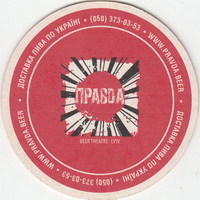 ДОСТАВКА ПИВА ПО УКРАЇНІ • (050) 373-03-53 • WWW.PRAVDA.BEER •
ДОСТАВКА ПИВА ПО УКРАЇНІ • (050) 373-03-53 • WWW.PRAVDA.BEER •
ПРАВDА
BEER THEATRE · LVIV